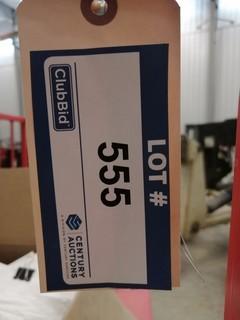 LOT #
555
ClubBid
CENTURY
AUCTIONS